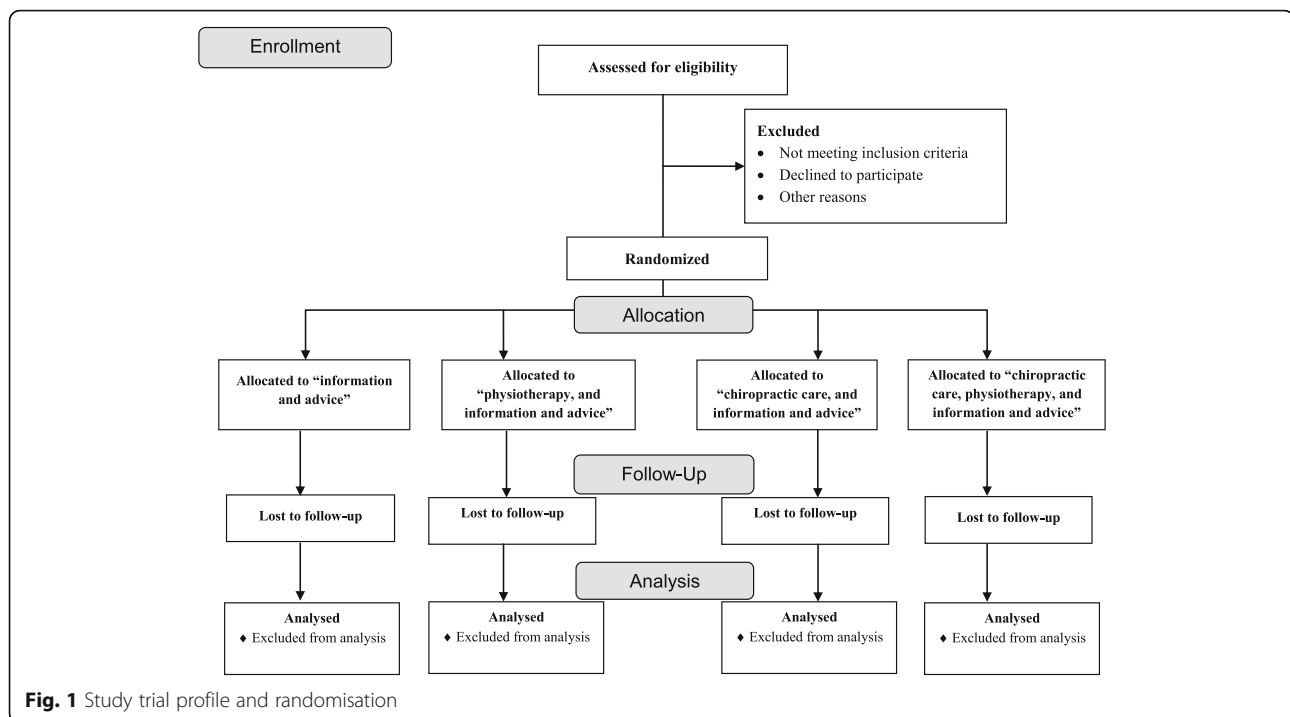 Enrollment
Assessed for eligibility
Excluded
• Not meeting inclusion criteria
• Declined to participate
• Other reasons
Randomized
Allocation
Allocated to “information
and advice”
Allocated to
“physiotherapy, and
information and advice”
Allocated to
“chiropractic care, and
information and advice”
Allocated to “chiropractic
care, physiotherapy, and
information and advice”
Follow-Up
Lost to follow-up
Lost to follow-up
Lost to follow-up
Lost to follow-up
Analysis
Analysed
♦ Excluded from analysis
Analysed
♦ Excluded from analysis
Analysed
♦ Excluded from analysis
Analysed
♦ Excluded from analysis
Fig. 1 Study trial profile and randomisation